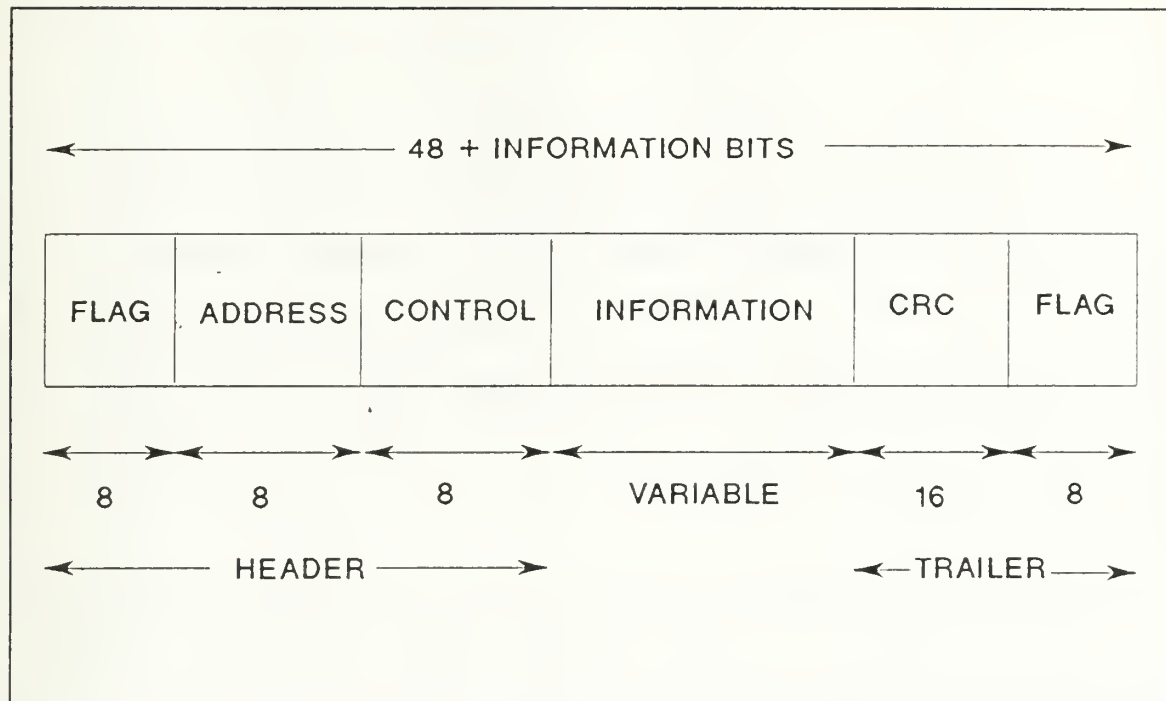 48 + INFORMATION BITS
FLAG ADDRESS CONTROL INFORMATION CRC FLAG
8 8 8 VARIABLE 16 8
HEADER TRAILER